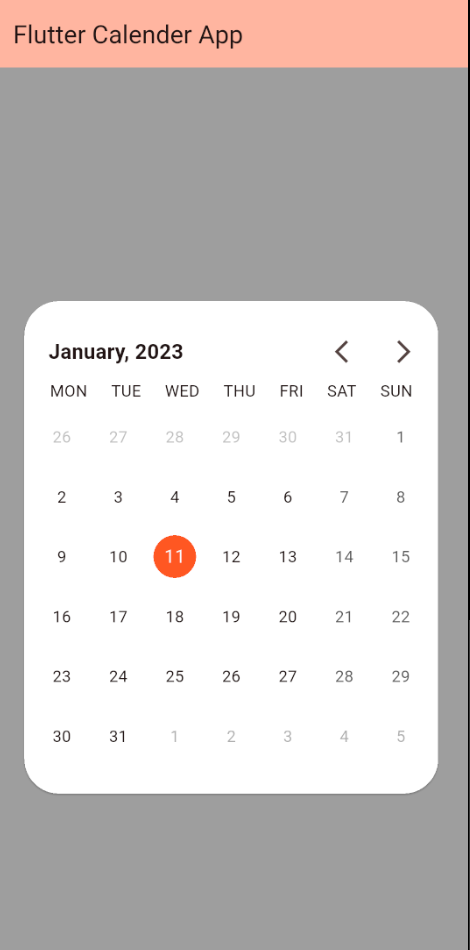 Flutter Calender App
January, 2023
MON TUE WED THU FRI SAT SUN
26 27 28 29 30 31 1
2 3 4 5 6 7 8
9 10 11 12 13 14 15
16 17 18 19 20 21 22
23 24 25 26 27 28 29
30 31 1 2 3 4 5